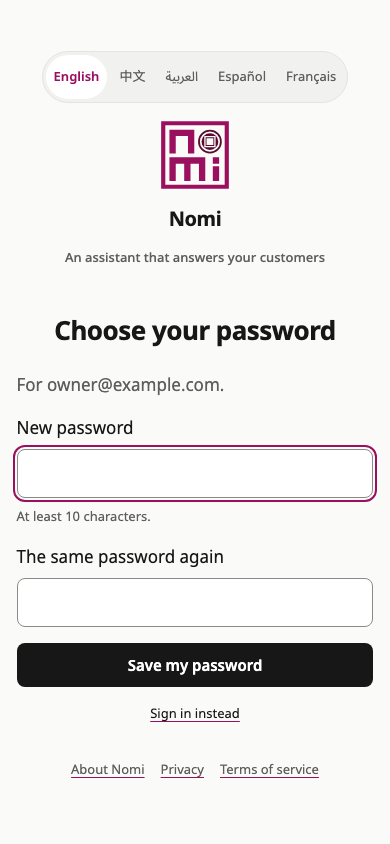 English
中文
العربية
Español
Français
nomi
Nomi
An assistant that answers your customers
Choose your password
For owner@example.com.
New password
At least 10 characters.
The same password again
Save my password
Sign in instead
About Nomi
Privacy
Terms of service